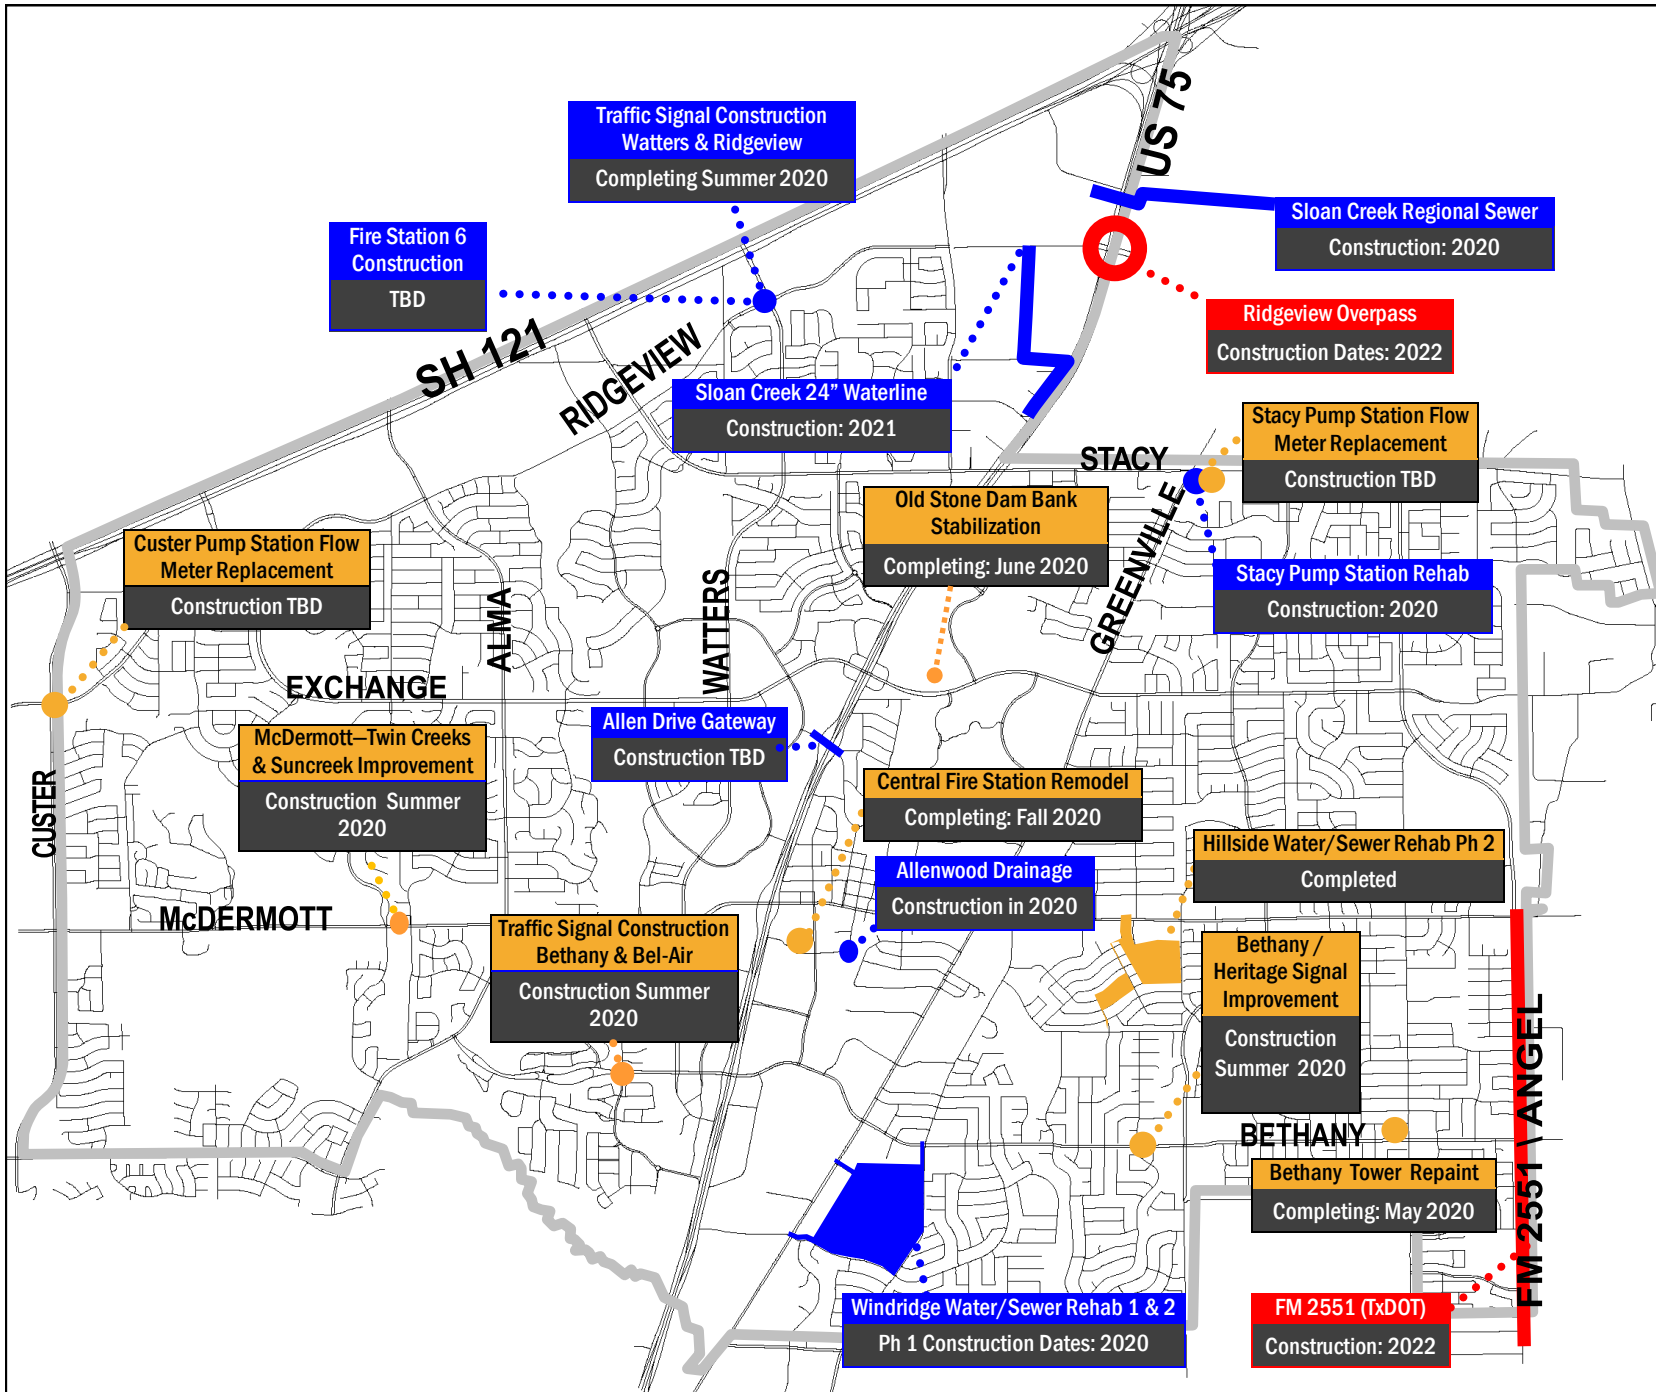 US 75
Traffic Signal Construction
Watters & Ridgeview
Completing Summer 2020
Sloan Creek Regional Sewer
Construction: 2020
Fire Station 6
Construction
TBD
Ridgeview Overpass
Construction Dates: 2022
SH 121
RIDGEVIEW
Sloan Creek 24” Waterline
Construction: 2021
Stacy Pump Station Flow
Meter Replacement
Construction TBD
STACY
Old Stone Dam Bank
Stabilization
Completing: June 2020
GREENVILLE
Custer Pump Station Flow
Meter Replacement
Construction TBD
Stacy Pump Station Rehab
Construction: 2020
ALMA
WATTERS
EXCHANGE
Allen Drive Gateway
Construction TBD
McDermott—Twin Creeks
& Suncreek Improvement
Construction Summer
2020
CUSTER
Central Fire Station Remodel
Completing: Fall 2020
Hillside Water/Sewer Rehab Ph 2
Completed
Allenwood Drainage
Construction in 2020
McDERMOTT
Traffic Signal Construction
Bethany & Bel-Air
Construction Summer
2020
Bethany /
Heritage Signal
Improvement
Construction
Summer 2020
FM 2551 \ ANGEL
BETHANY
Bethany Tower Repaint
Completing: May 2020
Windridge Water/Sewer Rehab 1 & 2
Ph 1 Construction Dates: 2020
FM 2551 (TxDOT)
Construction: 2022